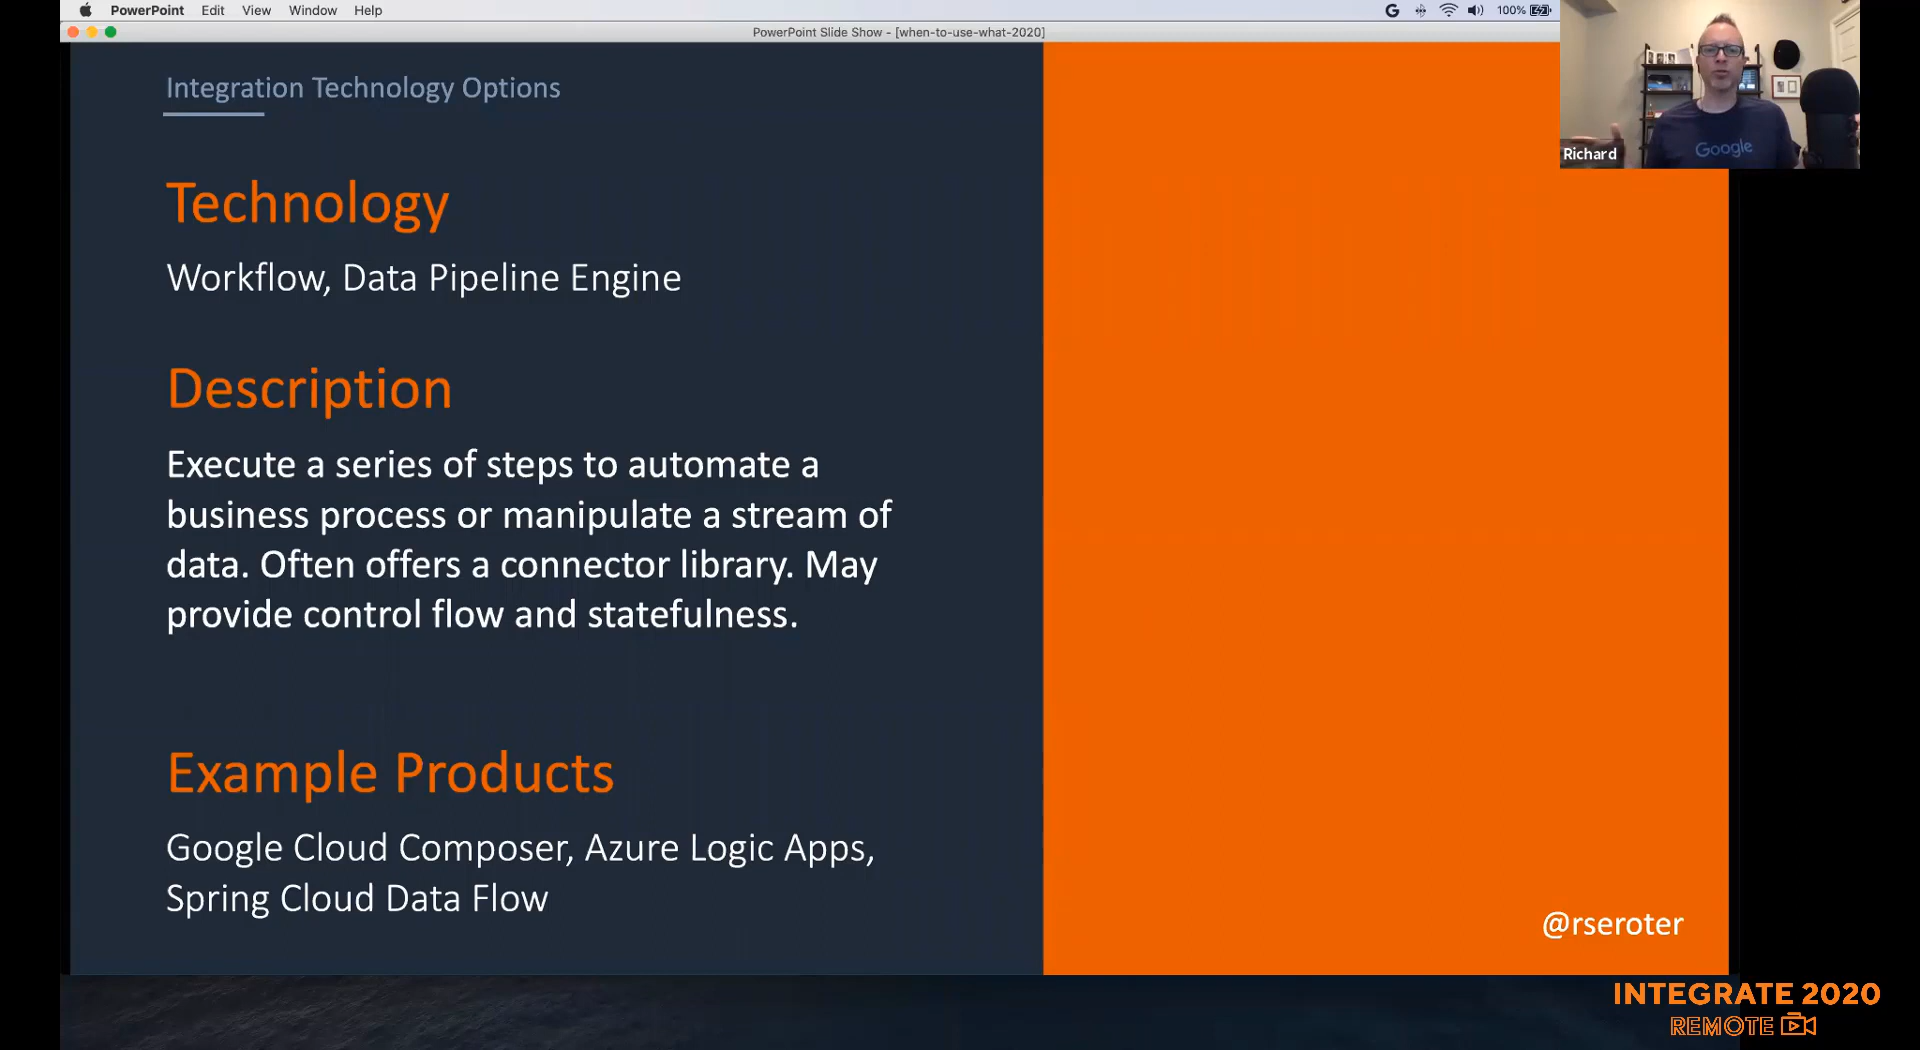 PowerPoint Edit View Window Help
G 100%
PowerPoint Slide Show - [when-to-use-what-2020]
Integration Technology Options
Technology
Workflow, Data Pipeline Engine
Description
Execute a series of steps to automate a
business process or manipulate a stream of
data. Often offers a connector library. May
provide control flow and statefulness.
Example Products
Google Cloud Composer, Azure Logic Apps,
Spring Cloud Data Flow
Google
Richard
@rseroter
INTEGRATE 2020
REMOTE